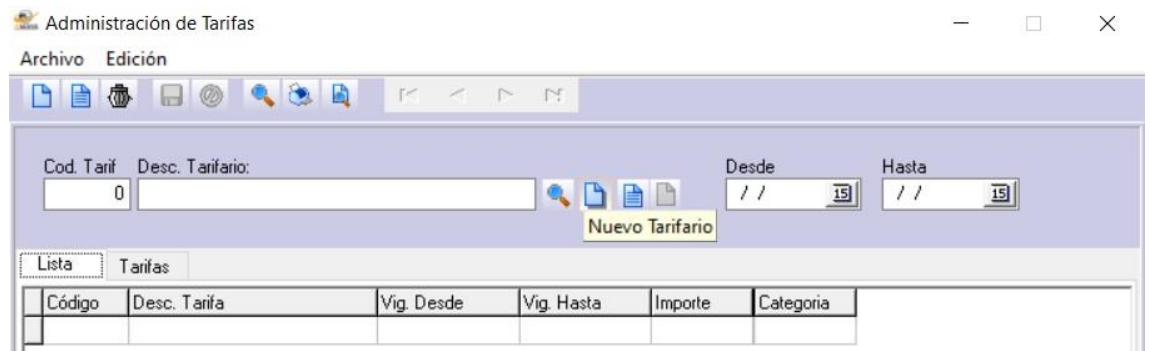 Administración de Tarifas
Archivo Edición
Cod. Tarif Desc. Tarifario: Desde Hasta
0 / / 15 / / 15
Nuevo Tarifario
Lista Tarifas
Código Desc. Tarifa Vig. Desde Vig. Hasta Importe Categoria